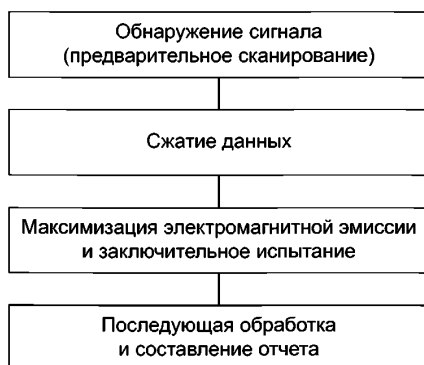 Обнаружение сигнала
(предварительное сканирование)
Сжатие данных
Максимизация электромагнитной эмиссии
и заключительное испытание
Последующая обработка
и составление отчета